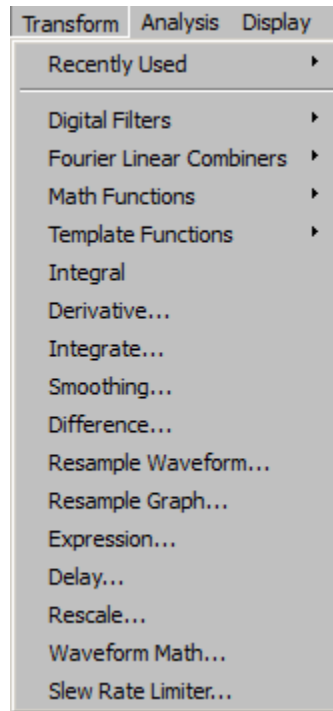 Transform Analysis Display
Recently Used
Digital Filters
Fourier Linear Combiners
Math Functions
Template Functions
Integral
Derivative...
Integrate...
Smoothing...
Difference...
Resample Waveform...
Resample Graph...
Expression...
Delay...
Rescale...
Waveform Math...
Slew Rate Limiter...